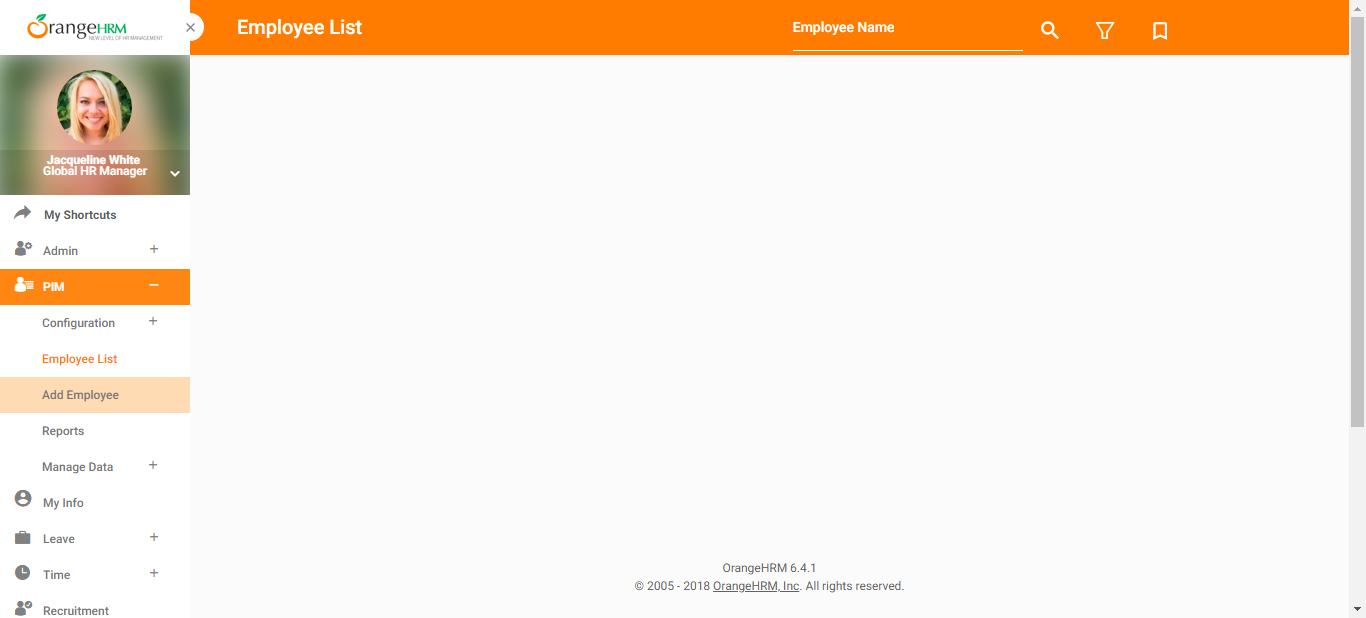 OrangeHRM
NEW LEVEL OF HR MANAGEMENT
Employee List
Employee Name
Jacqueline White
Global HR Manager
My Shortcuts
Admin
PIM
Configuration
Employee List
Add Employee
Reports
Manage Data
My Info
Leave
Time
Recruitment
OrangeHRM 6.4.1
© 2005 - 2018 OrangeHRM, Inc. All rights reserved.